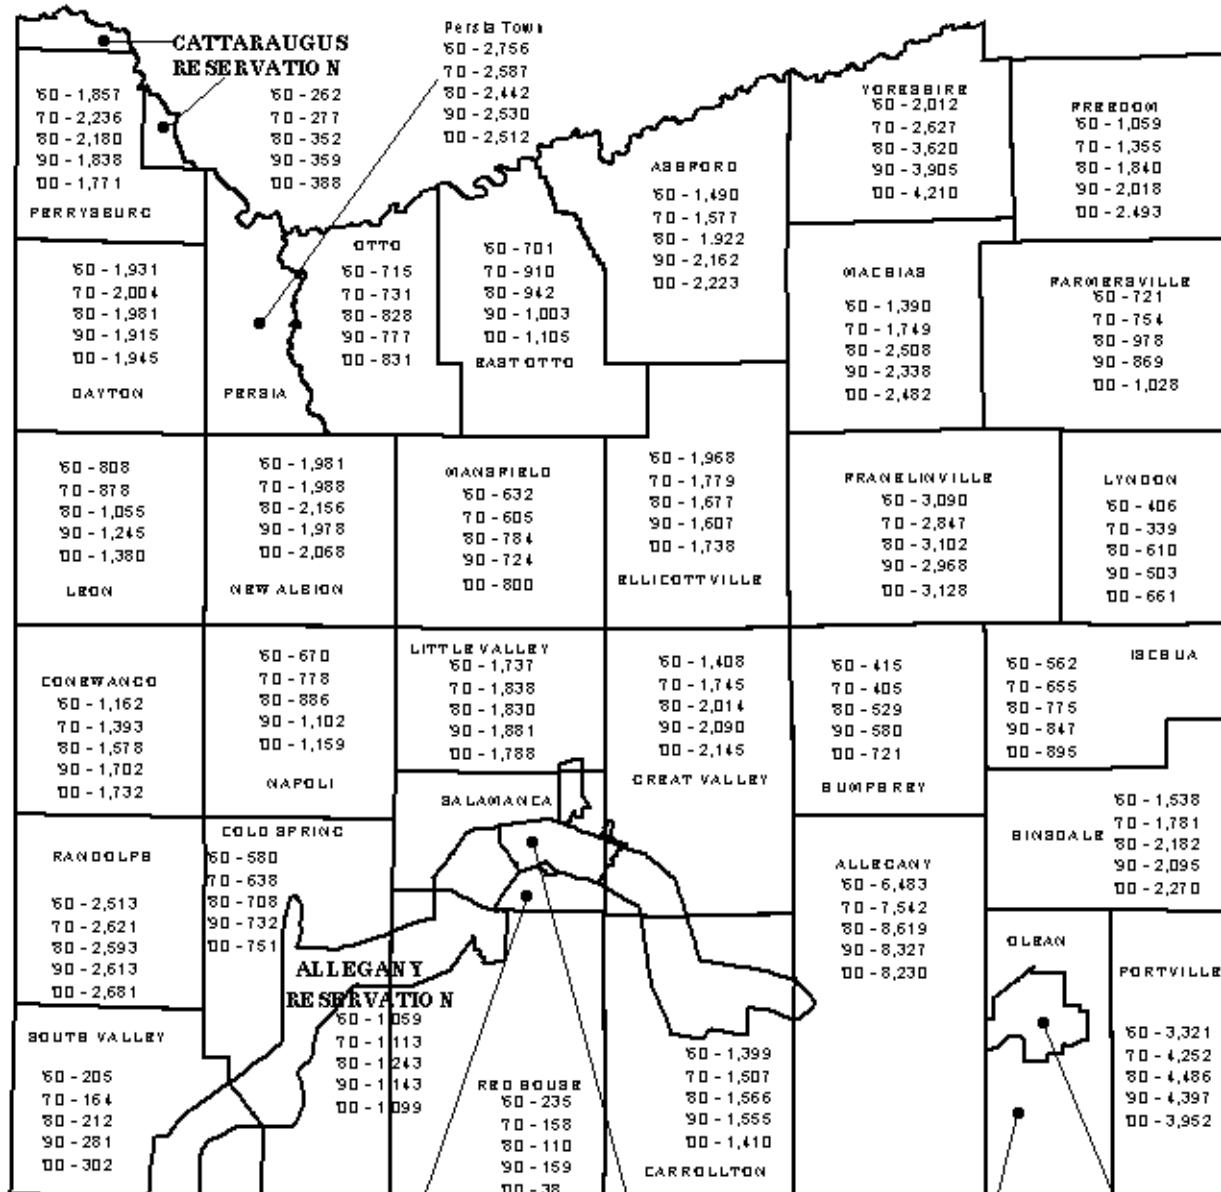 CATTARAUGUS
RESERVATION
'60 - 1,857
'70 - 2,236
'80 - 2,180
'90 - 1,838
'00 - 1,771
PERRYSBURG
'60 - 262
'70 - 277
'80 - 352
'90 - 359
'00 - 388
Persia Town
'60 - 2,756
'70 - 2,587
'80 - 2,442
'90 - 2,530
'00 - 2,512
ASHFORD
'60 - 1,490
'70 - 1,577
'80 - 1.922
'90 - 2,162
'00 - 2,223
YORKSHIRE
'60 - 2,012
'70 - 2,627
'80 - 3,620
'90 - 3,905
'00 - 4,210
FREEDOM
'60 - 1,059
'70 - 1,355
'80 - 1,840
'90 - 2,018
'00 - 2.493
'60 - 1,931
'70 - 2,004
'80 - 1,981
'90 - 1,915
'00 - 1,945
DAYTON
PERSIA
OTTO
'60 - 715
'70 - 731
'80 - 828
'90 - 777
'00 - 831
'60 - 701
'70 - 910
'80 - 942
'90 - 1,003
'00 - 1,105
EAST OTTO
MACHIAS
'60 - 1,390
'70 - 1,749
'80 - 2,508
'90 - 2,338
'00 - 2,482
FARMERSVILLE
'60 - 721
'70 - 754
'80 - 978
'90 - 869
'00 - 1,028
'60 - 808
'70 - 878
'80 - 1,055
'90 - 1,245
'00 - 1,380
LEON
'60 - 1,981
'70 - 1,988
'80 - 2,156
'90 - 1,978
'00 - 2,068
NEW ALBION
MANSFIELD
'60 - 632
'70 - 605
'80 - 784
'90 - 724
'00 - 800
'60 - 1,968
'70 - 1,779
'80 - 1,677
'90 - 1,607
'00 - 1,738
ELLICOTTVILLE
FRANKLINVILLE
'60 - 3,090
'70 - 2,847
'80 - 3,102
'90 - 2,968
'00 - 3,128
LYNDON
'60 - 406
'70 - 339
'80 - 610
'90 - 503
'00 - 661
CONEWANGO
'60 - 1,162
'70 - 1,393
'80 - 1,578
'90 - 1,702
'00 - 1,732
'60 - 670
'70 - 778
'80 - 886
'90 - 1,102
'00 - 1,159
NAPOLI
LITTLE VALLEY
'60 - 1,737
'70 - 1,838
'80 - 1,830
'90 - 1,881
'00 - 1,788
'60 - 1,408
'70 - 1,745
'80 - 2,014
'90 - 2,090
'00 - 2,145
GREAT VALLEY
'60 - 415
'70 - 405
'80 - 529
'90 - 580
'00 - 721
HUMPHREY
ISCHUA
'60 - 562
'70 - 655
'80 - 775
'90 - 847
'00 - 895
RANDOLPH
'60 - 2,513
'70 - 2,621
'80 - 2,593
'90 - 2,613
'00 - 2,681
COLD SPRING
'60 - 580
'70 - 638
'80 - 708
'90 - 732
'00 - 751
SALAMANCA
ALLEGANY
'60 - 6,483
'70 - 7,542
'80 - 8,619
'90 - 8,327
'00 - 8,230
HINSDALE
'60 - 1,538
'70 - 1,781
'80 - 2,182
'90 - 2,095
'00 - 2,270
SOUTH VALLEY
'60 - 205
'70 - 164
'80 - 212
'90 - 281
'00 - 302
ALLEGANY
RESERVATION
'60 - 1,059
'70 - 1,113
'80 - 1,243
'90 - 1,143
'00 - 1,099
RED HOUSE
'60 - 235
'70 - 158
'80 - 110
'90 - 159
'00 - 38
'60 - 1,399
'70 - 1,507
'80 - 1,566
'90 - 1,555
'00 - 1,410
CARROLLTON
OLEAN
PORTVILLE
'60 - 3,321
'70 - 4,252
'80 - 4,486
'90 - 4,397
'00 - 3,952